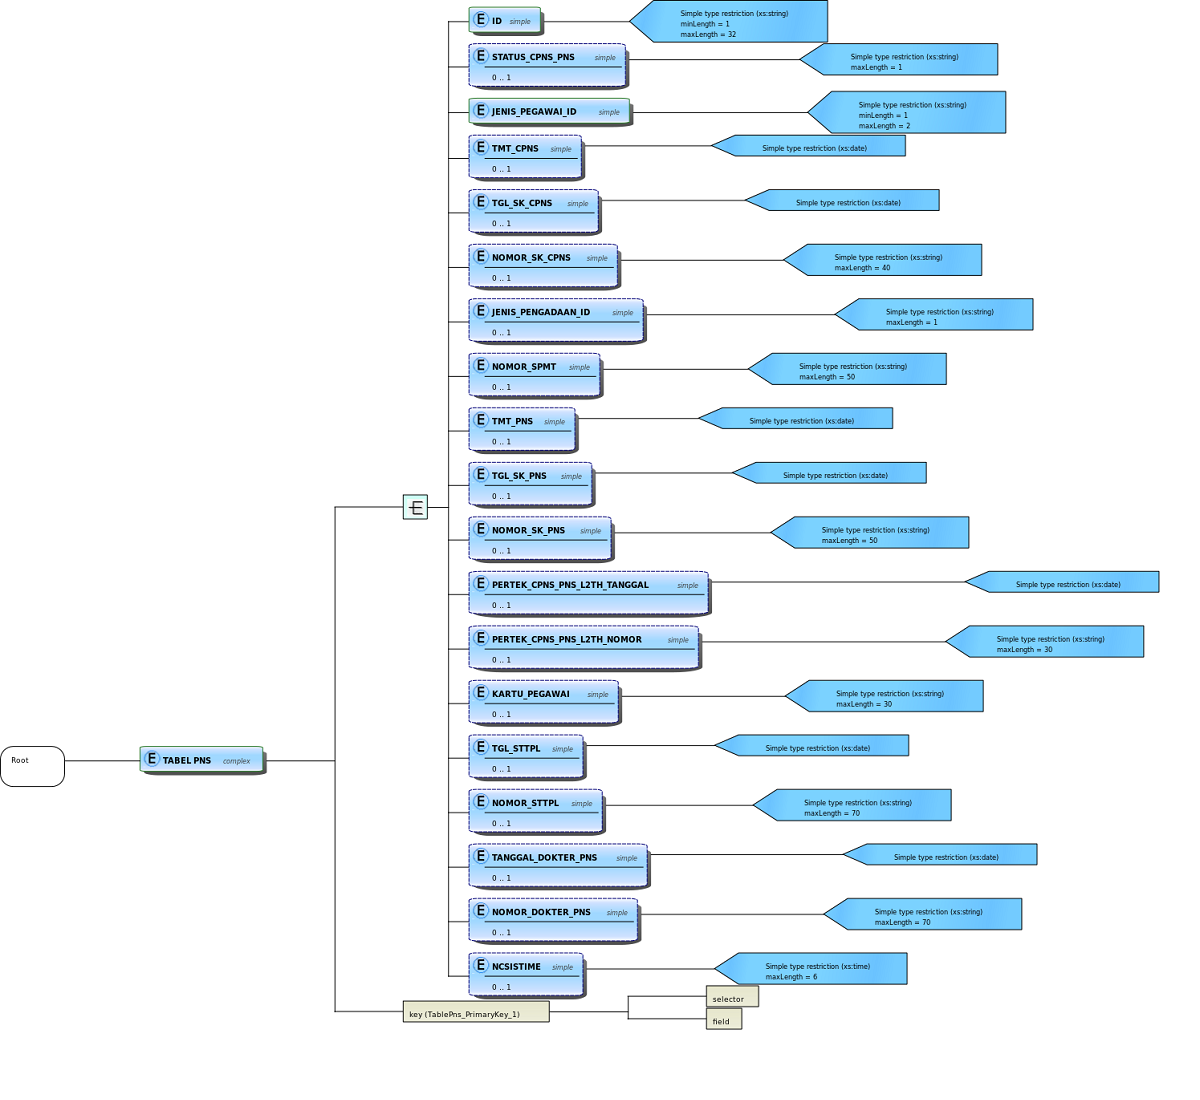 E ID simple
Simple type restriction (xs:string)
minLength = 1
maxLength = 32
E STATUS_CPNS_PNS simple
0 .. 1
Simple type restriction (xs:string)
maxLength = 1
E JENIS_PEGAWAI_ID simple
Simple type restriction (xs:string)
minLength = 1
maxLength = 2
E TMT_CPNS simple
0 .. 1
Simple type restriction (xs:date)
E TGL_SK_CPNS simple
0 .. 1
Simple type restriction (xs:date)
E NOMOR_SK_CPNS simple
0 .. 1
Simple type restriction (xs:string)
maxLength = 40
E JENIS_PENGADAAN_ID simple
0 .. 1
Simple type restriction (xs:string)
maxLength = 1
E NOMOR_SPMT simple
0 .. 1
Simple type restriction (xs:string)
maxLength = 50
E TMT_PNS simple
0 .. 1
Simple type restriction (xs:date)
E TGL_SK_PNS simple
0 .. 1
Simple type restriction (xs:date)
E NOMOR_SK_PNS simple
0 .. 1
Simple type restriction (xs:string)
maxLength = 50
E PERTEK_CPNS_PNS_L2TH_TANGGAL simple
0 .. 1
Simple type restriction (xs:date)
E PERTEK_CPNS_PNS_L2TH_NOMOR simple
0 .. 1
Simple type restriction (xs:string)
maxLength = 30
E KARTU_PEGAWAI simple
0 .. 1
Simple type restriction (xs:string)
maxLength = 30
Root
E TABEL PNS complex
E TGL_STTPL simple
0 .. 1
Simple type restriction (xs:date)
E NOMOR_STTPL simple
0 .. 1
Simple type restriction (xs:string)
maxLength = 70
E TANGGAL_DOKTER_PNS simple
0 .. 1
Simple type restriction (xs:date)
E NOMOR_DOKTER_PNS simple
0 .. 1
Simple type restriction (xs:string)
maxLength = 70
E NCSISTIME simple
0 .. 1
Simple type restriction (xs:time)
maxLength = 6
key (TablePns_PrimaryKey_1)
selector
field